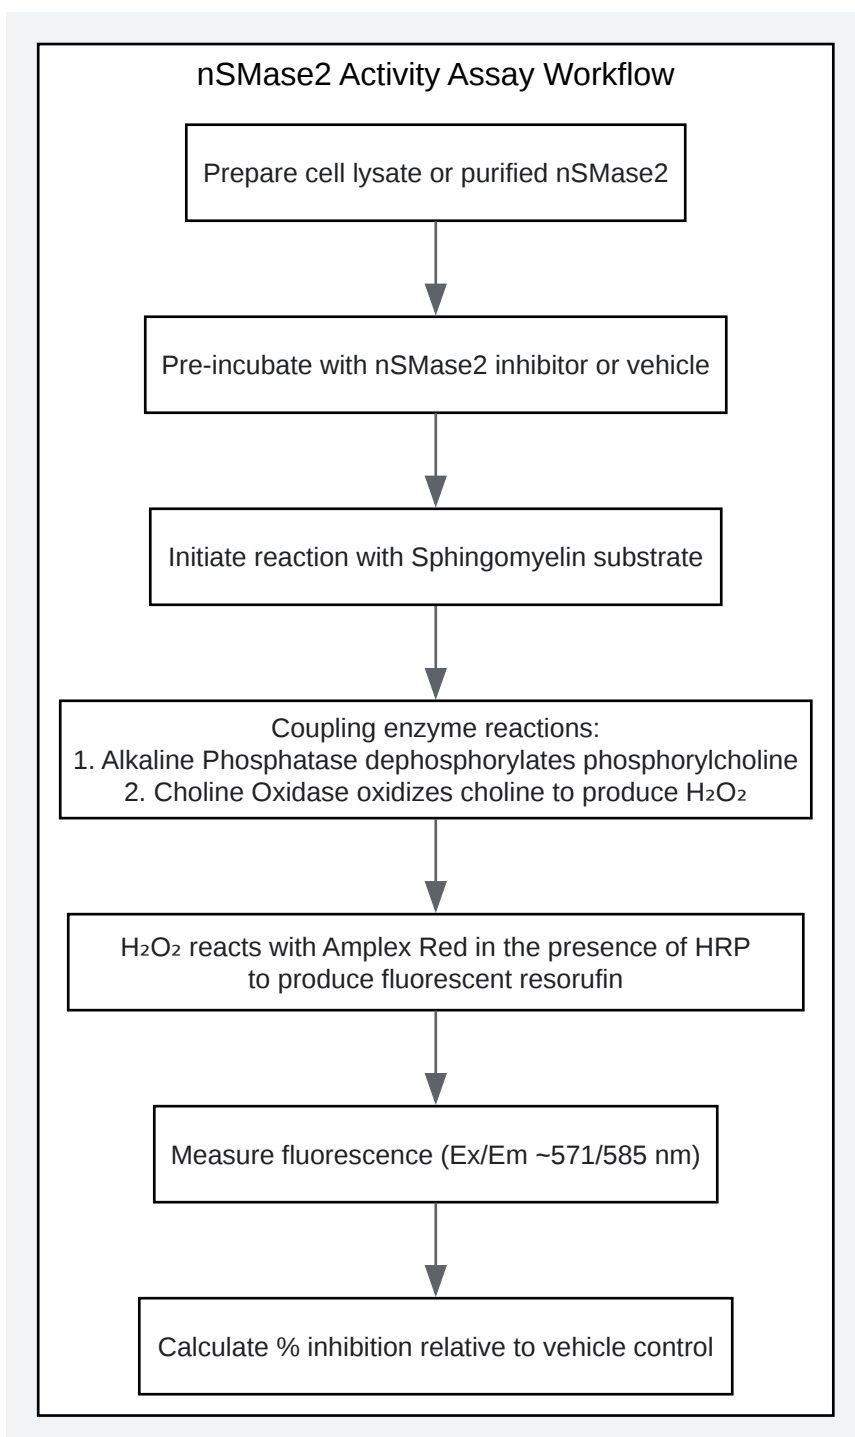 nSMase2 Activity Assay Workflow
Prepare cell lysate or purified nSMase2
Pre-incubate with nSMase2 inhibitor or vehicle
Initiate reaction with Sphingomyelin substrate
Coupling enzyme reactions:
1. Alkaline Phosphatase dephosphorylates phosphorylcholine
2. Choline Oxidase oxidizes choline to produce H₂O₂
H₂O₂ reacts with Amplex Red in the presence of HRP
to produce fluorescent resorufin
Measure fluorescence (Ex/Em ~571/585 nm)
Calculate % inhibition relative to vehicle control